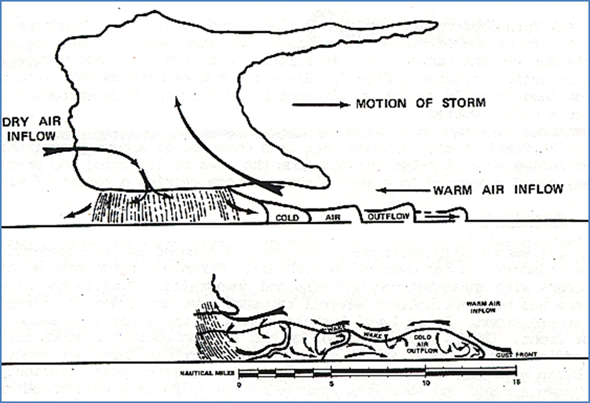 DRY AIR
INFLOW
MOTION OF STORM
WARM AIR INFLOW
COLD
AIR
OUTFLOW
WARM AIR
INFLOW
WAKE
WAKE
COLD
AIR
OUTFLOW
GUST FRONT
NAUTICAL MILES
0
5
10
15